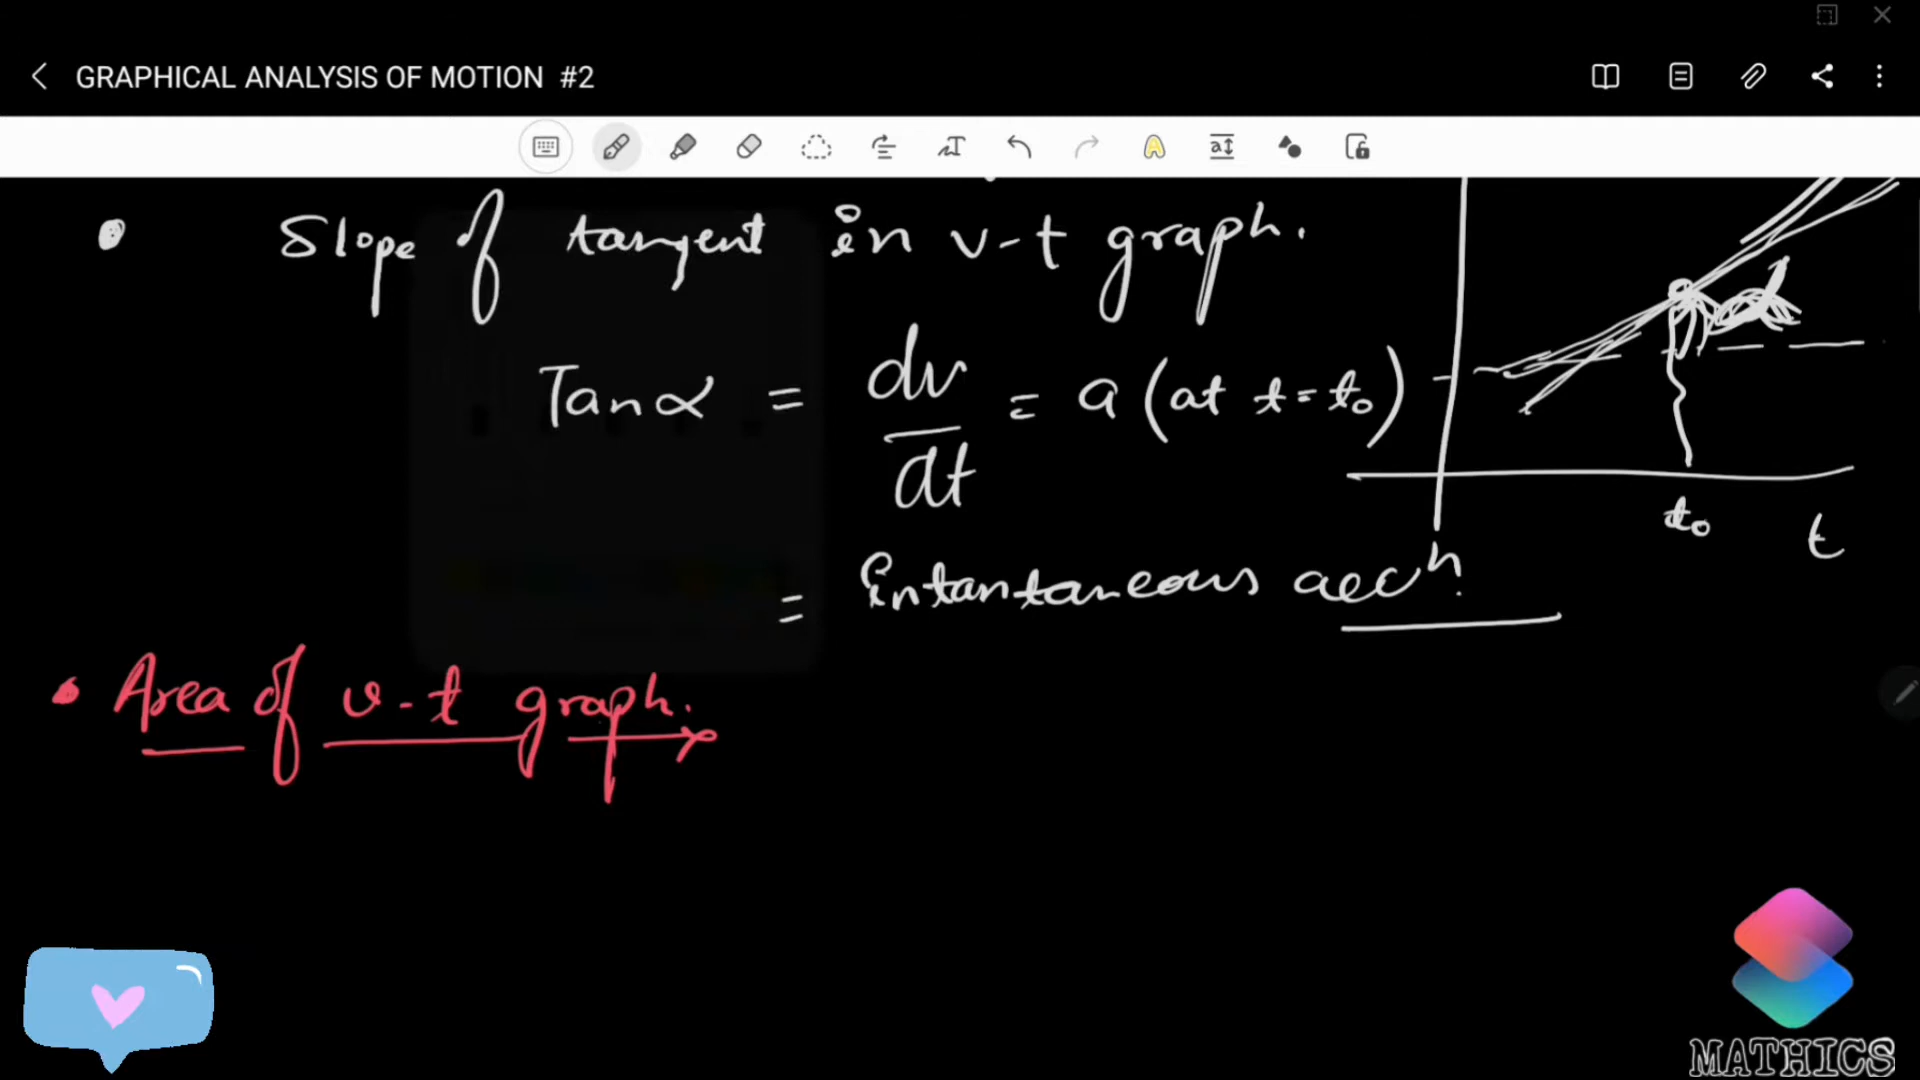 GRAPHICAL ANALYSIS OF MOTION #2
• Slope of tangent in v-t graph.
Tanα = dv/dt = a (at t=t₀)
t₀
t
= Intantaneous accⁿ.
• Area of v-t graph.
MATHICS